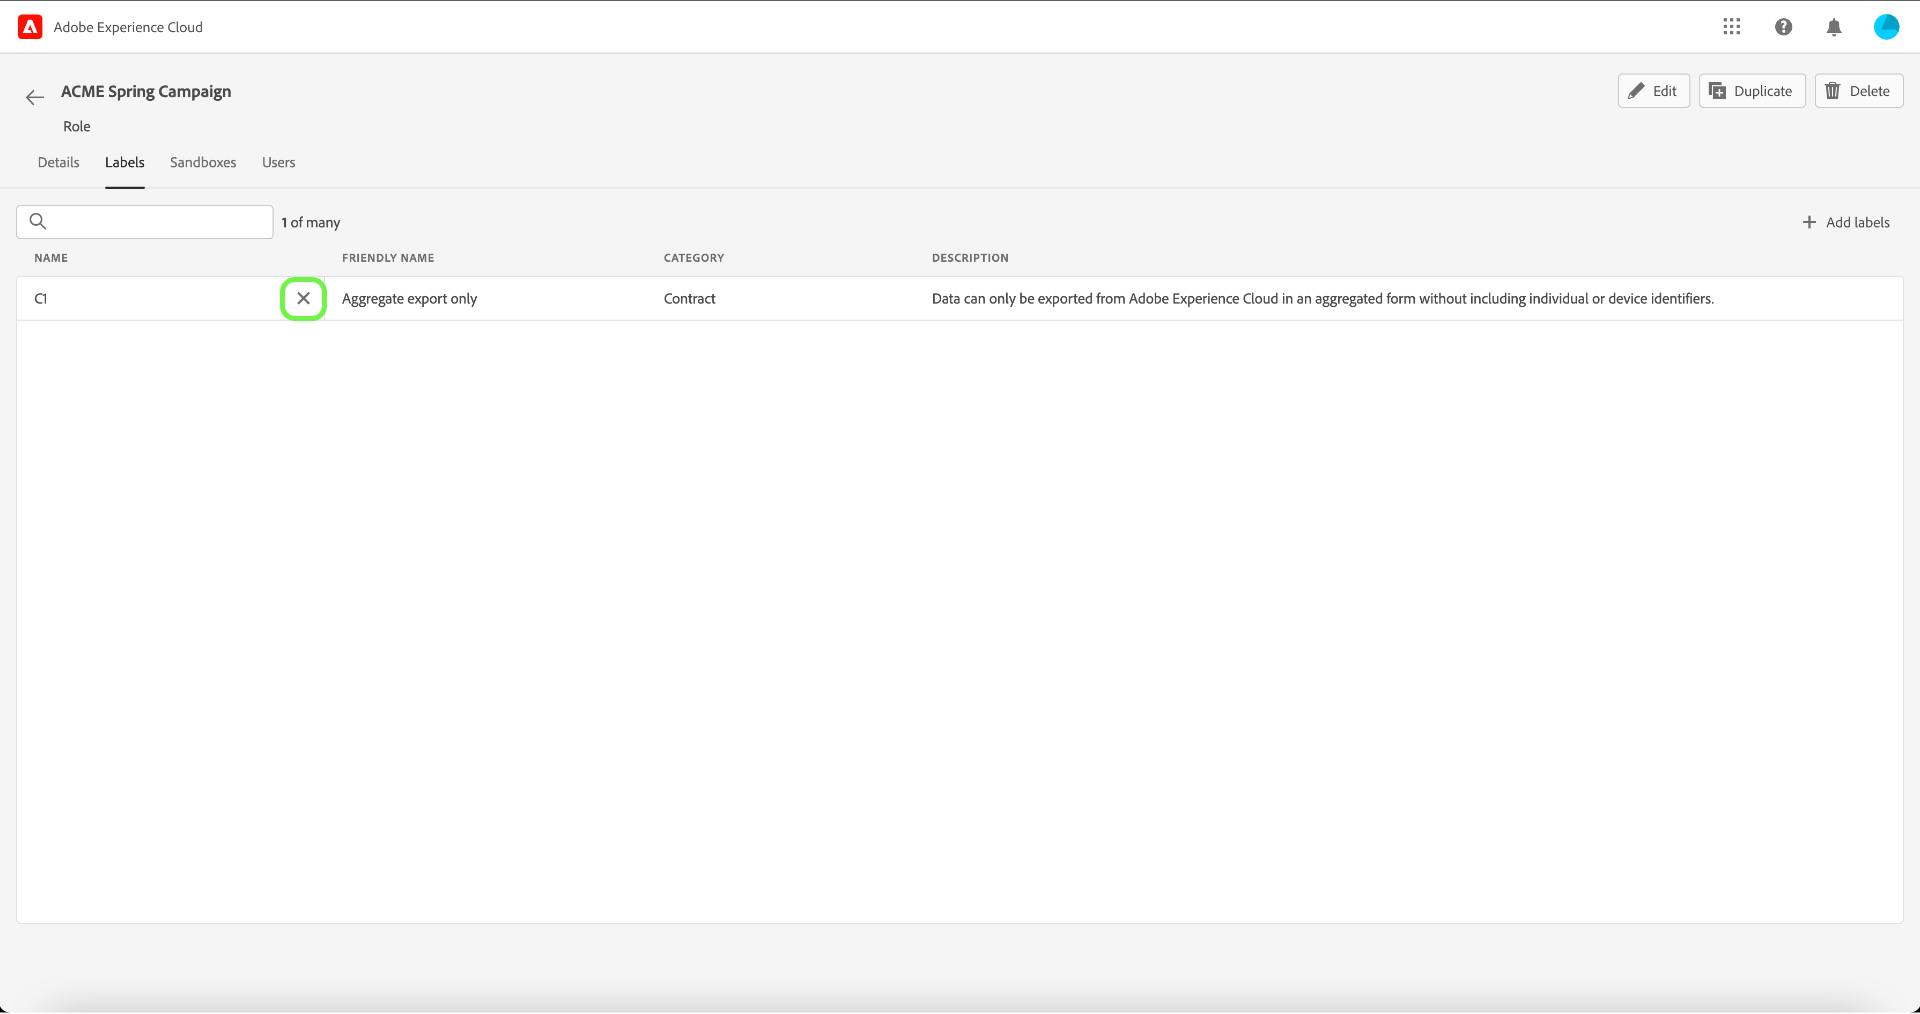 Adobe Experience Cloud
ACME Spring Campaign
Edit
Duplicate
Delete
Role
Details
Labels
Sandboxes
Users
1 of many
Add labels
NAME
FRIENDLY NAME
CATEGORY
DESCRIPTION
C1
Aggregate export only
Contract
Data can only be exported from Adobe Experience Cloud in an aggregated form without including individual or device identifiers.